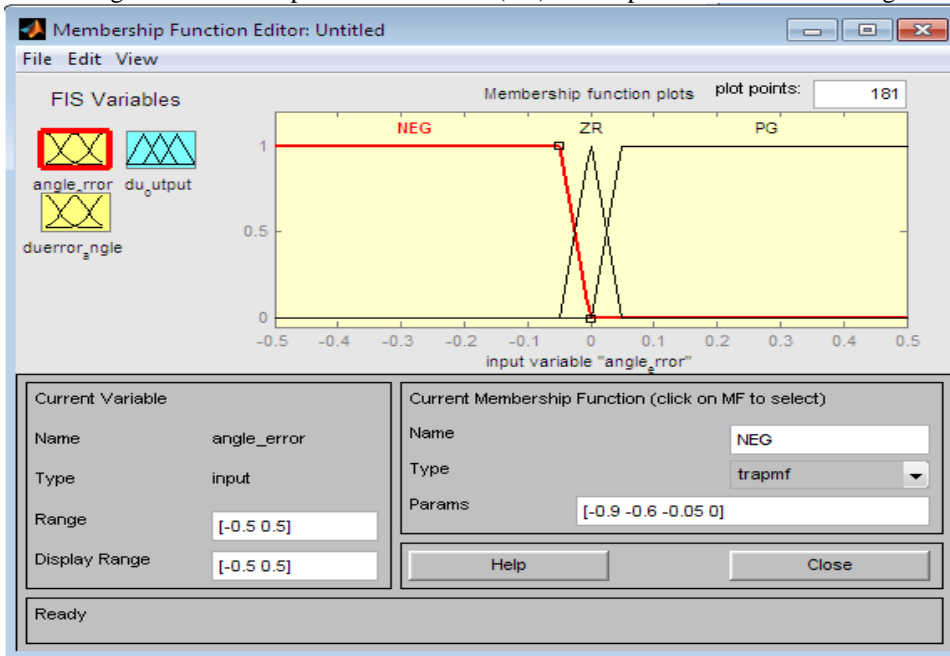 Membership Function Editor: Untitled
File Edit View
FIS Variables
Membership function plots plot points: 181
angle_error du_output
duerror_angle
NEG ZR PG
1
0.5
0
-0.5 -0.4 -0.3 -0.2 -0.1 0 0.1 0.2 0.3 0.4 0.5
input variable "angle_error"
Current Variable
Name angle_error
Type input
Range [-0.5 0.5]
Display Range [-0.5 0.5]
Current Membership Function (click on MF to select)
Name NEG
Type trapmf
Params [-0.9 -0.6 -0.05 0]
Help Close
Ready